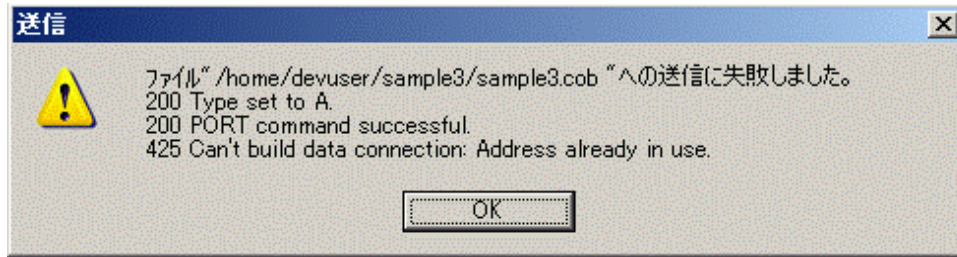 送信
ファイル"/home/devuser/sample3/sample3.cob "への送信に失敗しました。
200 Type set to A.
200 PORT command successful.
425 Can't build data connection: Address already in use.
OK